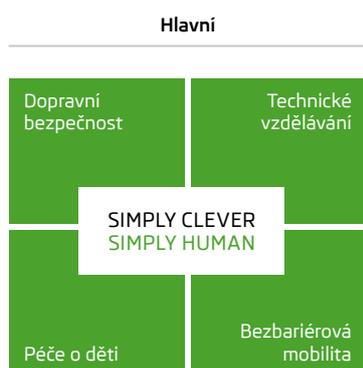 Hlavní
Dopravní
bezpečnost
Technické
vzdělávání
SIMPLY CLEVER
SIMPLY HUMAN
Péče o děti
Bezbariérová
mobilita